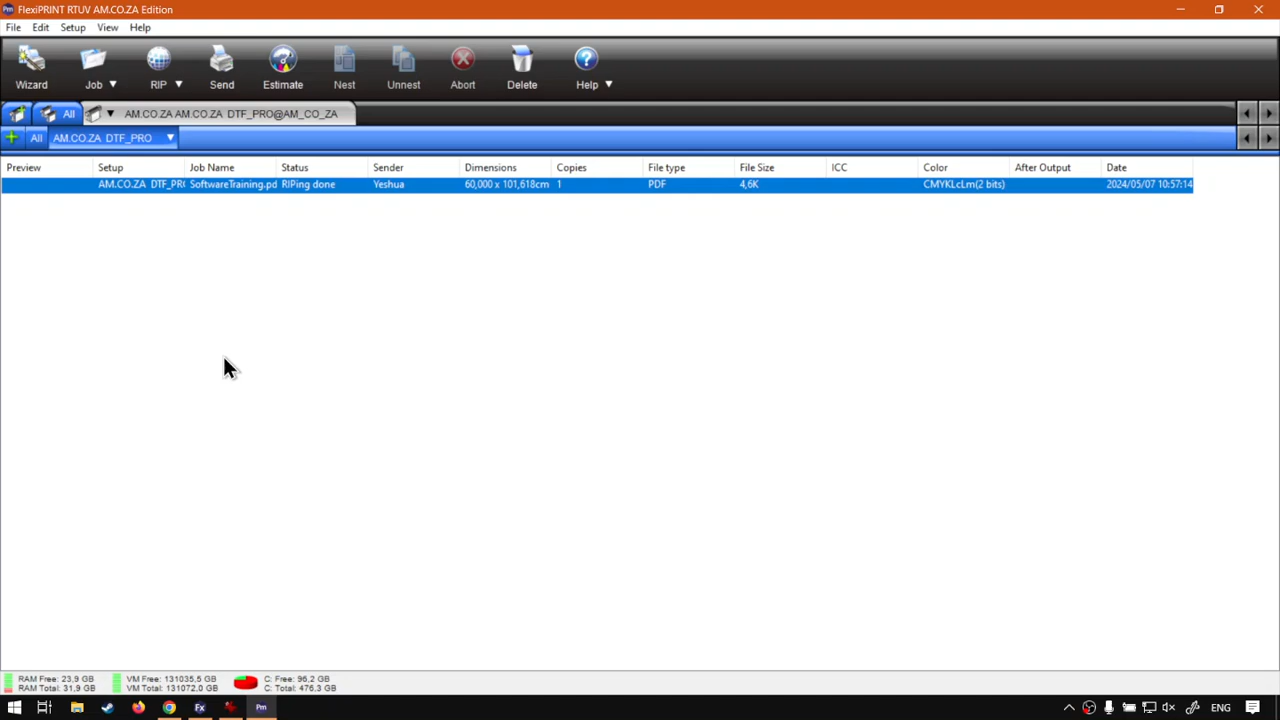 Pm FlexiPRINT RTUV AM.CO.ZA Edition
File Edit Setup View Help
Wizard Job RIP Send Estimate Nest Unnest Abort Delete Help
All AM.CO.ZA AM.CO.ZA DTF_PRO@AM_CO_ZA
All AM.CO.ZA DTF_PRO
Preview Setup Job Name Status Sender Dimensions Copies File type File Size ICC Color After Output Date
AM.CO.ZA DTF_PR SoftwareTraining.pd RIPing done Yeshua 60,000 x 101,618cm 1 PDF 4,6K CMYKLcLm(2 bits) 2024/05/07 10:57:14
RAM Free: 23,9 GB VM Free: 131035,5 GB C: Free: 96,2 GB
RAM Total: 31,9 GB VM Total: 131072,0 GB C: Total: 476,3 GB
Fx Pm ENG